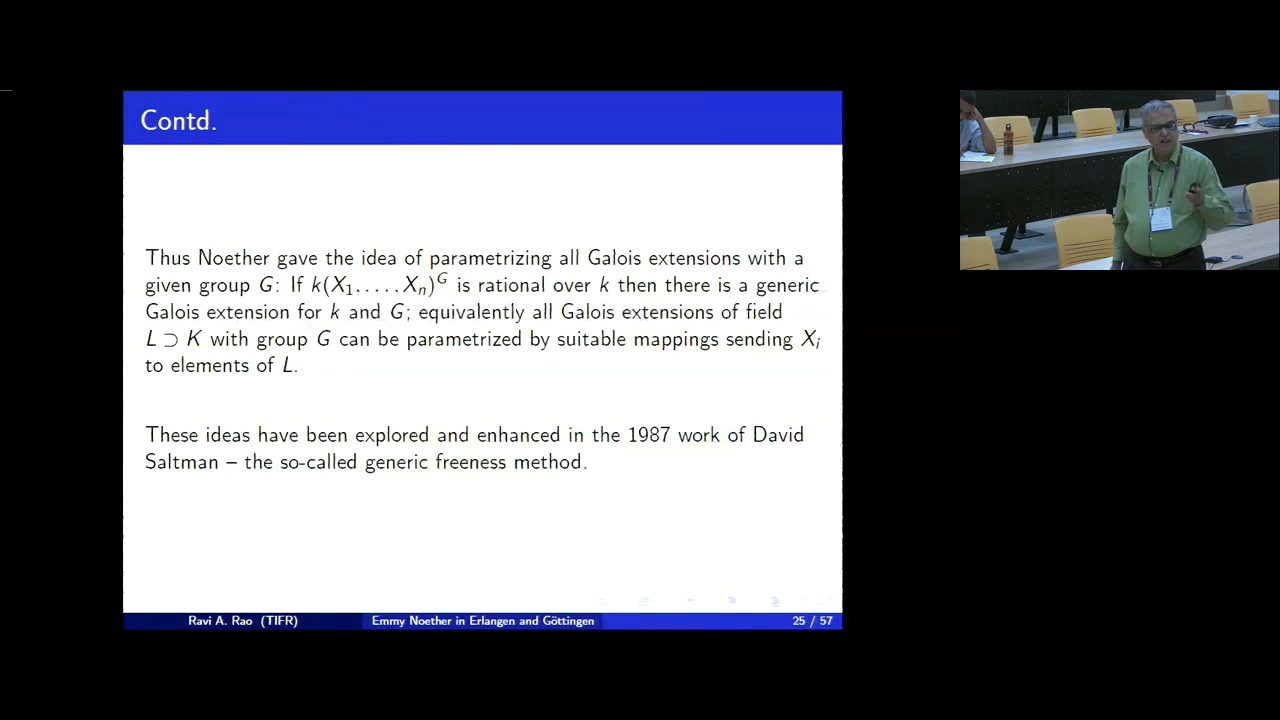 Contd.
Thus Noether gave the idea of parametrizing all Galois extensions with a
given group G: If k(X₁, . . . , Xₙ)ᴳ is rational over k then there is a generic
Galois extension for k and G; equivalently all Galois extensions of field
L ⊃ K with group G can be parametrized by suitable mappings sending Xᵢ
to elements of L.
These ideas have been explored and enhanced in the 1987 work of David
Saltman – the so-called generic freeness method.
Ravi A. Rao (TIFR) Emmy Noether in Erlangen and Göttingen 25 / 57